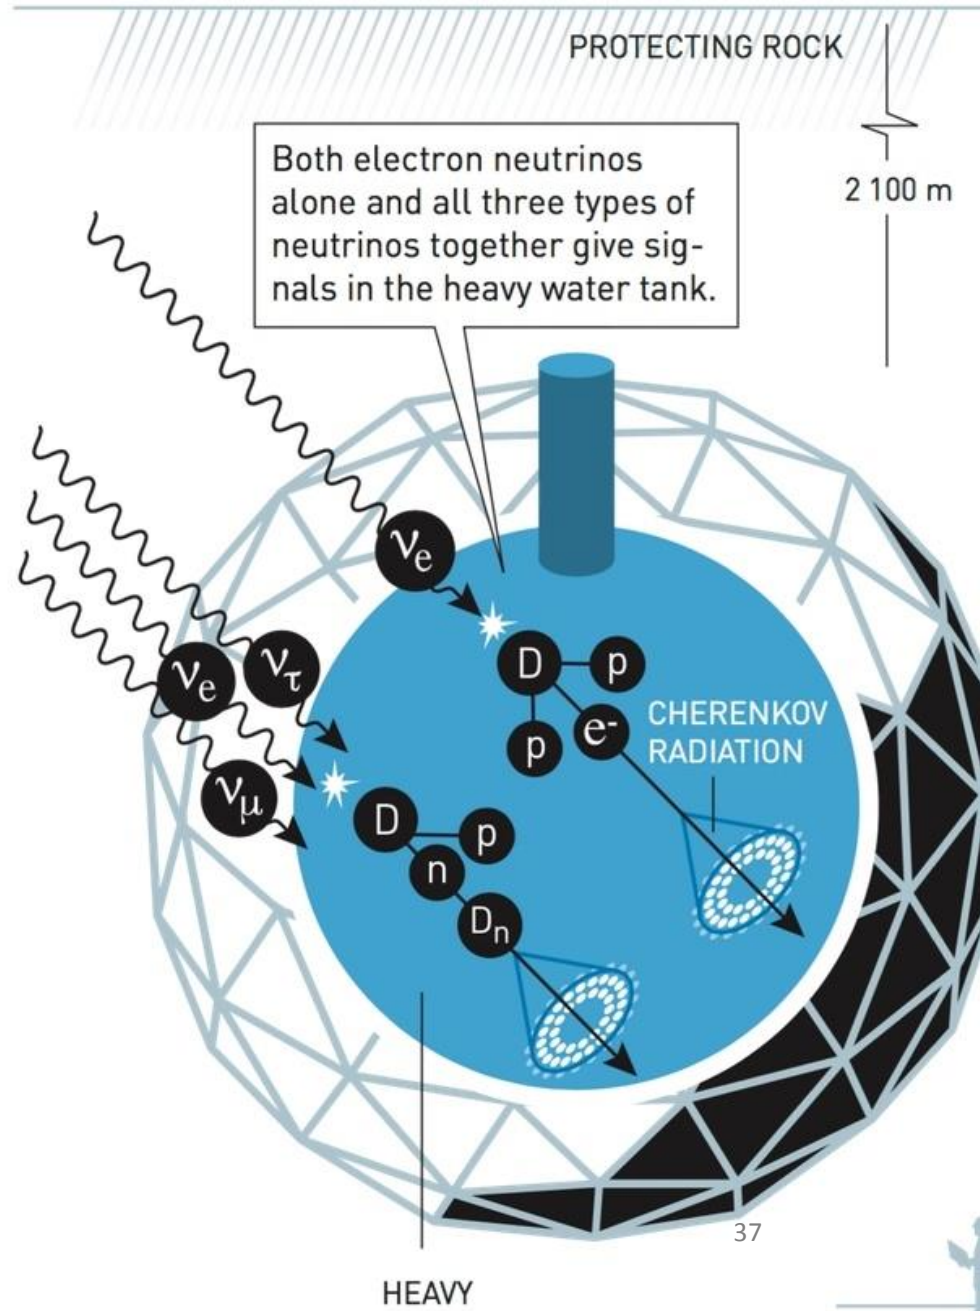 PROTECTING ROCK
2 100 m
Both electron neutrinos
alone and all three types of
neutrinos together give sig-
nals in the heavy water tank.
νe
νe
ντ
νμ
D
p
p
e-
CHERENKOV
RADIATION
D
p
n
Dn
37
HEAVY